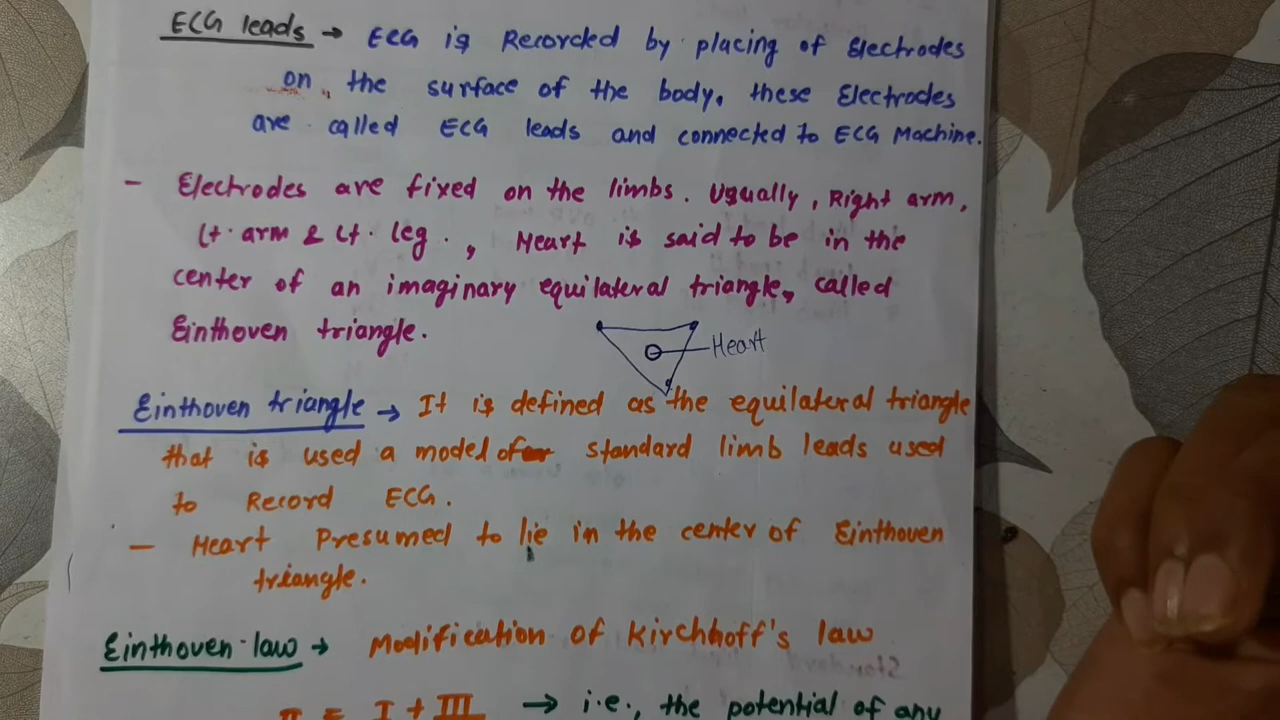 ECG leads → ECG is Recorded by placing of Electrodes
on, the surface of the body. these Electrodes
are called ECG leads and connected to ECG Machine.
- Electrodes are fixed on the limbs. Usually, Right arm,
Lt. arm & Lt. leg., Heart is said to be in the
center of an imaginary equilateral triangle, called
Einthoven triangle.
Heart
Einthoven triangle → It is defined as the equilateral triangle
that is used a model of standard limb leads used
to Record ECG.
- Heart Presumed to lie in the center of Einthoven
triangle.
Einthoven law → Modification of Kirchhoff's law
II = I + III → i.e., the potential of any